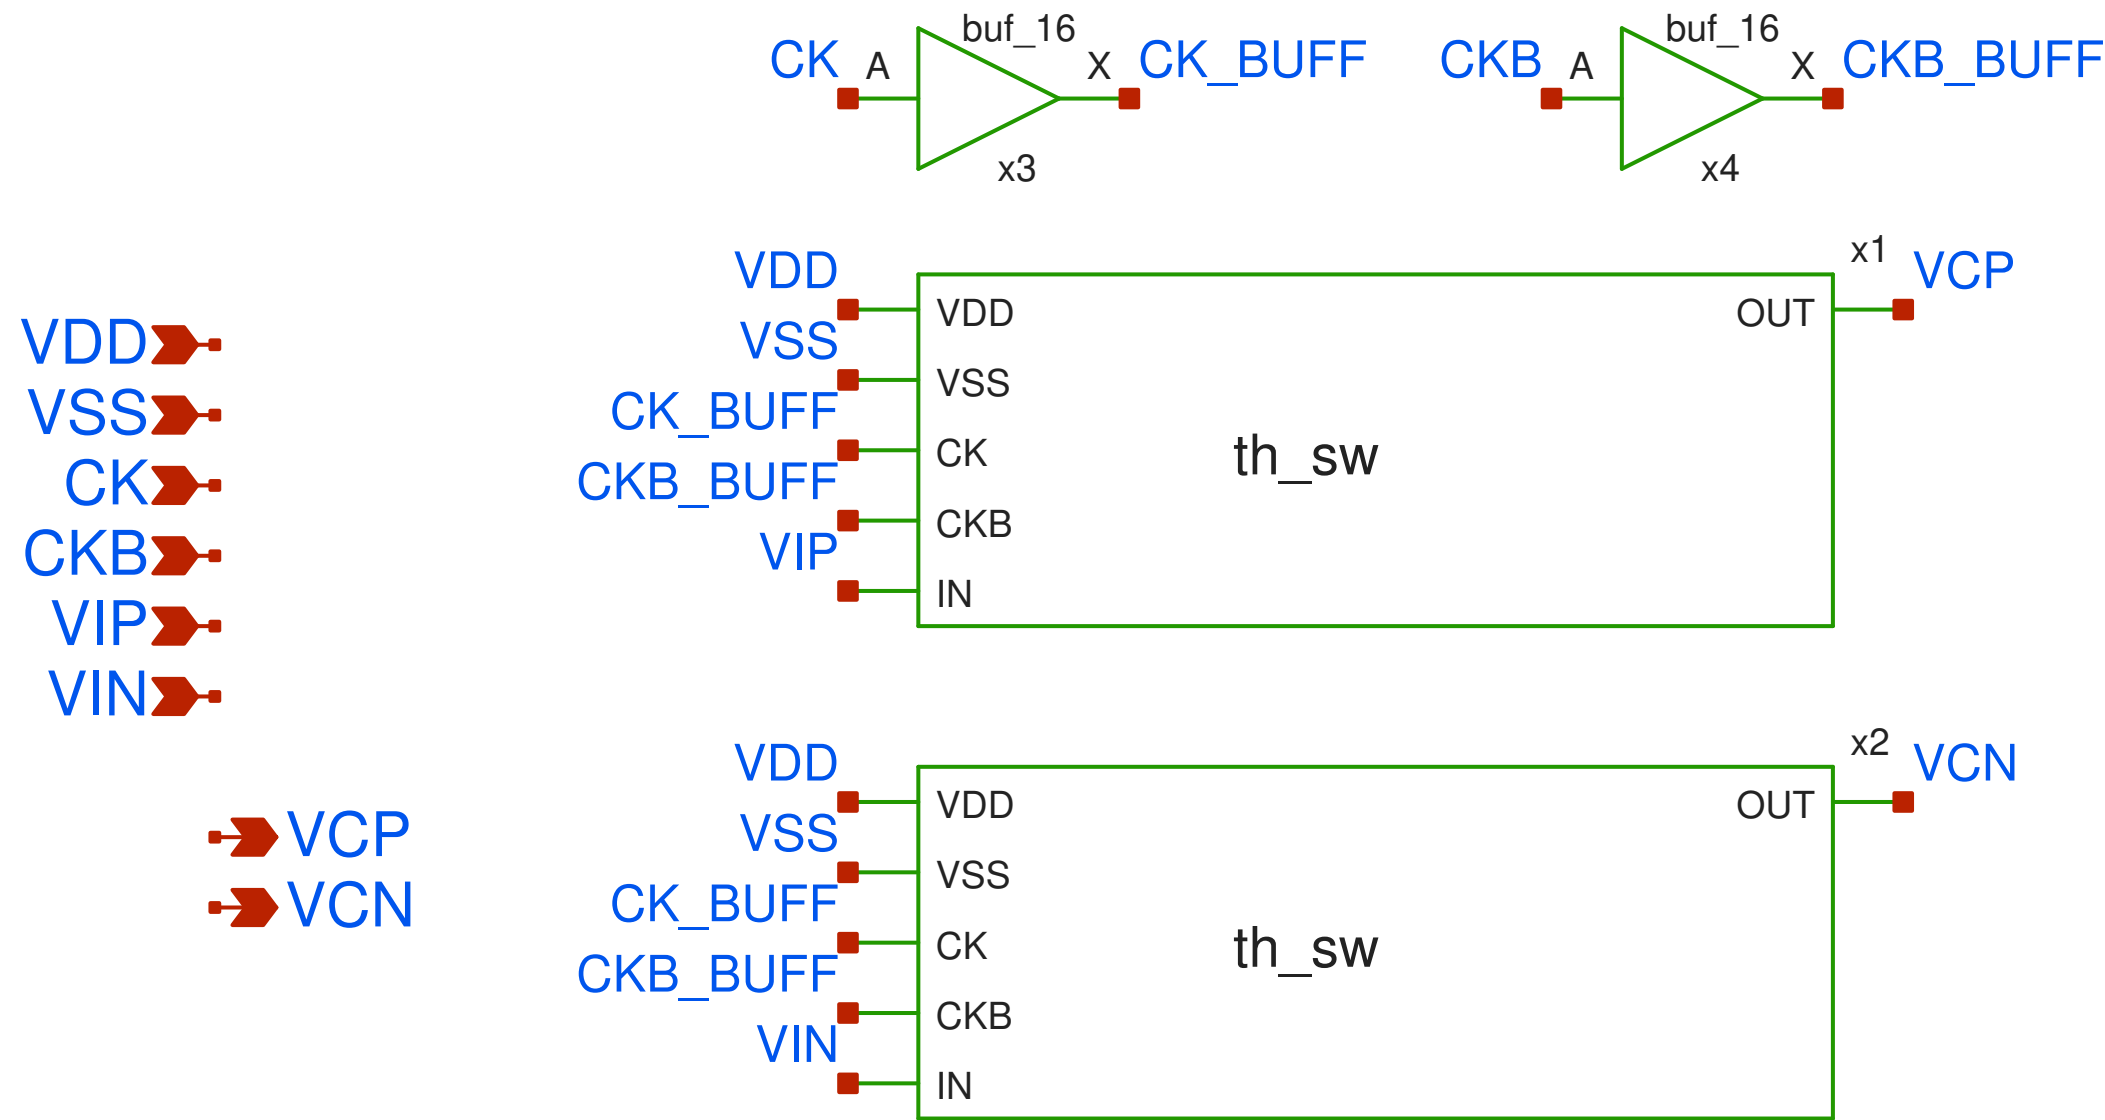 buf_16
CK A X CK_BUFF
x3
buf_16
CKB A X CKB_BUFF
x4
VDD
VSS
CK
CKB
VIP
VIN
VCP
VCN
x1
VDD VDD OUT VCP
VSS VSS
CK_BUFF CK
th_sw
CKB_BUFF CKB
VIP IN
x2
VDD VDD OUT VCN
VSS VSS
CK_BUFF CK
th_sw
CKB_BUFF CKB
VIN IN